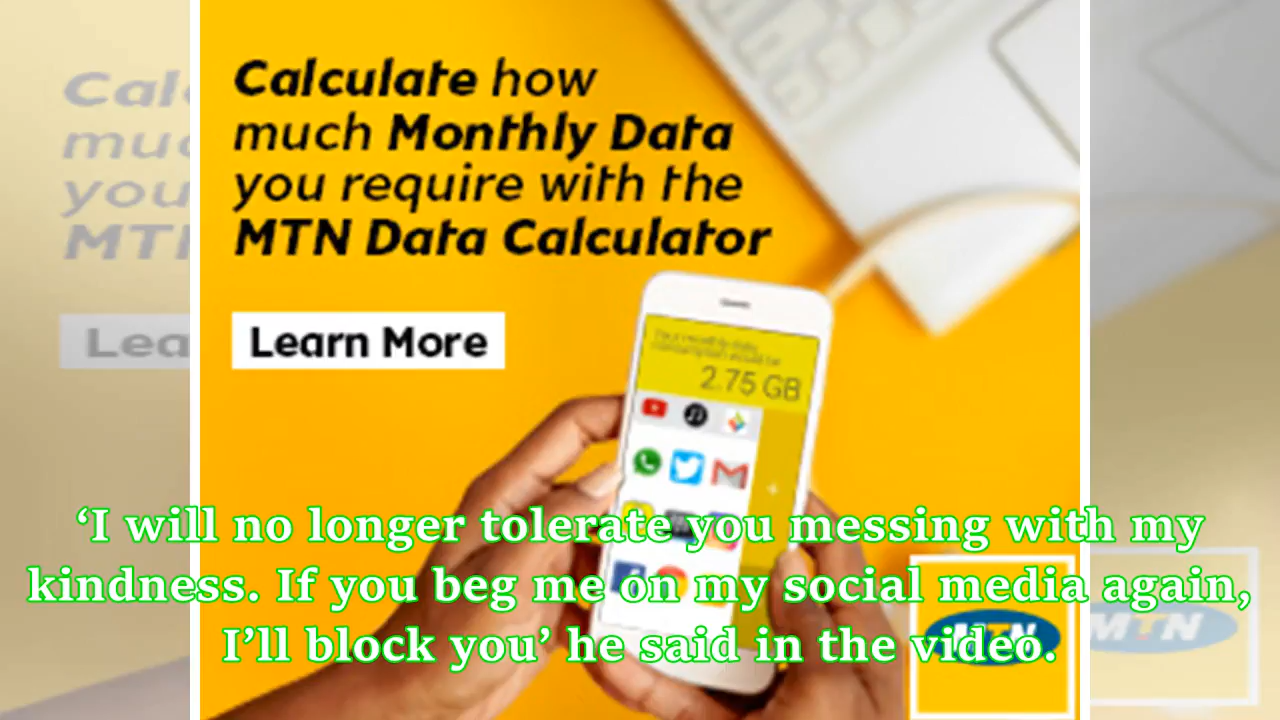 Calculate how
much Monthly Data
you require with the
MTN Data Calculator
Learn More
2.75 GB
‘I will no longer tolerate you messing with my
kindness. If you beg me on my social media again,
I’ll block you’ he said in the video.
MTN